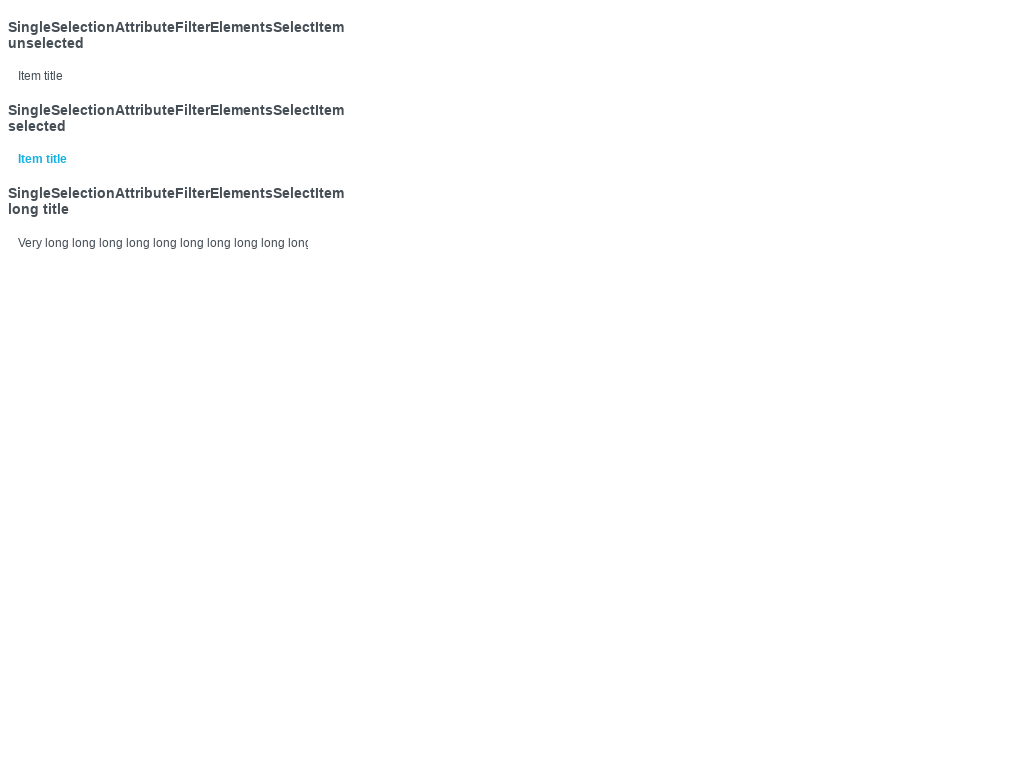 SingleSelectionAttributeFilterElementsSelectItem
unselected
Item title
SingleSelectionAttributeFilterElementsSelectItem
selected
Item title
SingleSelectionAttributeFilterElementsSelectItem
long title
Very long long long long long long long long long long